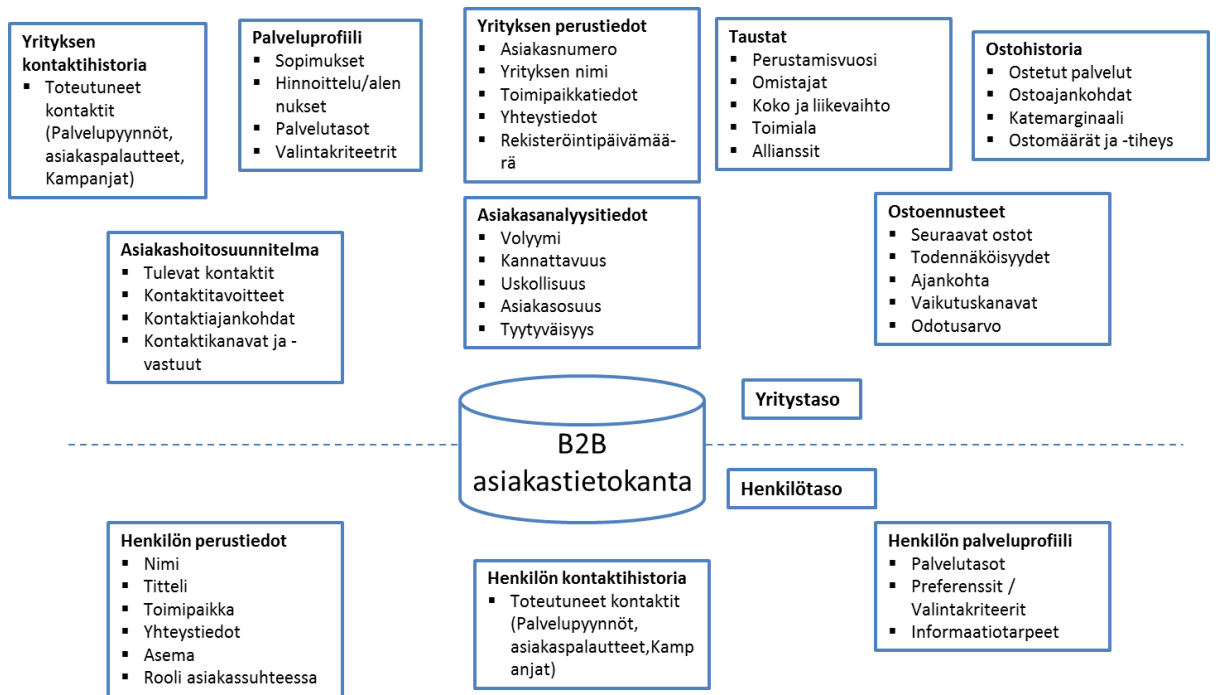 Yrityksen
kontaktihistoria
▪ Toteutuneet
kontaktit
(Palvelupyynnöt,
asiakaspalautteet,
Kampanjat)
Palveluprofiili
▪ Sopimukset
▪ Hinnoittelu/alen
nukset
▪ Palvelutasot
▪ Valintakriteetrit
Yrityksen perustiedot
▪ Asiakasnumero
▪ Yrityksen nimi
▪ Toimipaikkatiedot
▪ Yhteystiedot
▪ Rekisteröintipäivämää-
rä
Taustat
▪ Perustamisvuosi
▪ Omistajat
▪ Koko ja liikevaihto
▪ Toimiala
▪ Allianssit
Ostohistoria
▪ Ostetut palvelut
▪ Ostoajankohdat
▪ Katemarginaali
▪ Ostomäärät ja -tiheys
Asiakashoitosuunnitelma
▪ Tulevat kontaktit
▪ Kontaktitavoitteet
▪ Kontaktiajankohdat
▪ Kontaktikanavat ja -
vastuut
Asiakasanalyysitiedot
▪ Volyymi
▪ Kannattavuus
▪ Uskollisuus
▪ Asiakasosuus
▪ Tyytyväisyys
Ostoennusteet
▪ Seuraavat ostot
▪ Todennäköisyydet
▪ Ajankohta
▪ Vaikutuskanavat
▪ Odotusarvo
Yritystaso
B2B
asiakastietokanta
Henkilötaso
Henkilön perustiedot
▪ Nimi
▪ Titteli
▪ Toimipaikka
▪ Yhteystiedot
▪ Asema
▪ Rooli asiakassuhteessa
Henkilön kontaktihistoria
▪ Toteutuneet kontaktit
(Palvelupyynnöt,
asiakaspalautteet,Kamp
anjat)
Henkilön palveluprofiili
▪ Palvelutasot
▪ Preferenssit /
Valintakriteerit
▪ Informaatiotarpeet